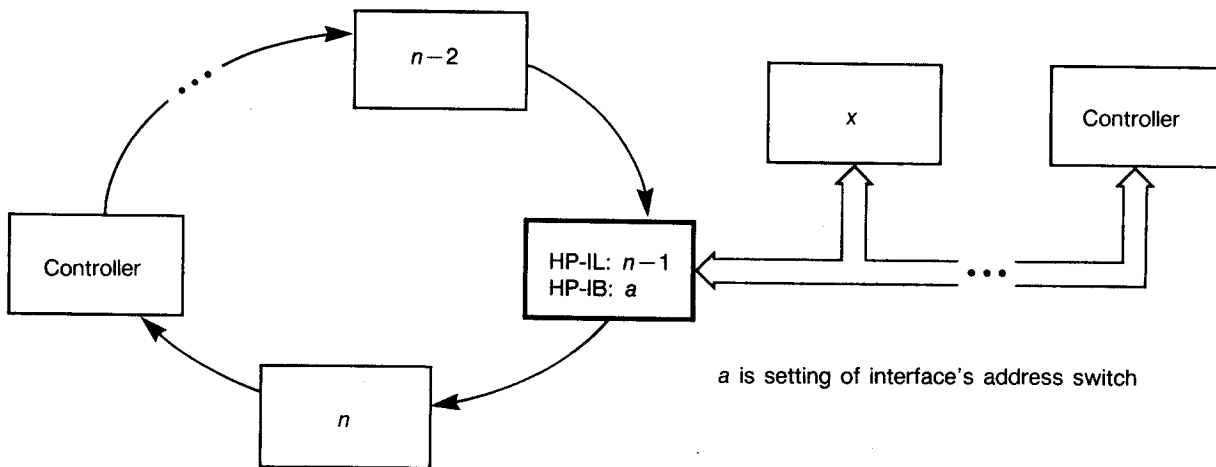 n−2
x
Controller
Controller
HP-IL: n−1
HP-IB: a
n
a is setting of interface's address switch